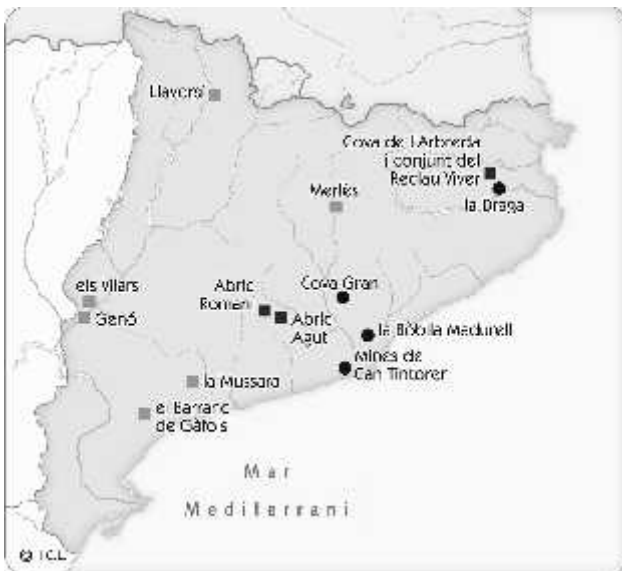 Llavorsí
Cova de l'Arbreda
i conjunt del
Reclau Viver
la Draga
Merlès
els Vilars
Genó
Abric
Romaní
Abric
Agut
Cova Gran
la Bòbila Madurell
Mines de
Can Tintorer
la Mussara
el Barranc
de Gàfols
Mar
Mediterrani